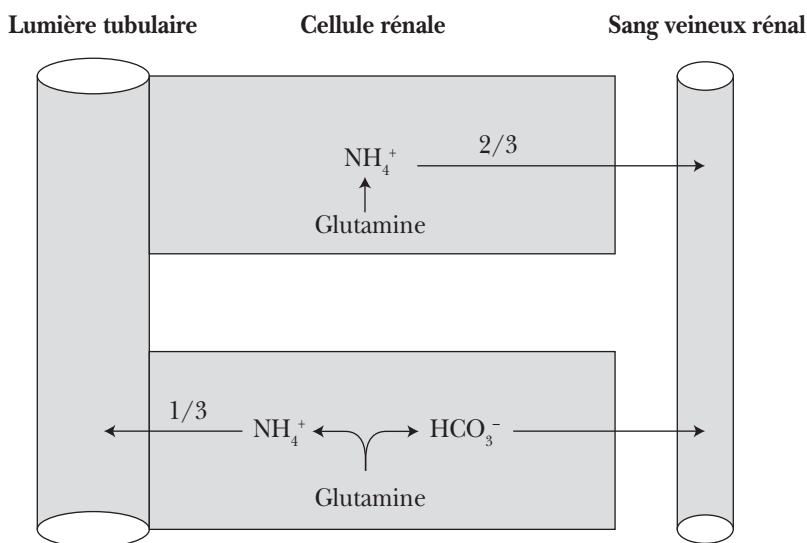 Lumière tubulaire Cellule rénale Sang veineux rénal
NH₄⁺ 2/3
Glutamine
1/3 NH₄⁺ HCO₃⁻
Glutamine